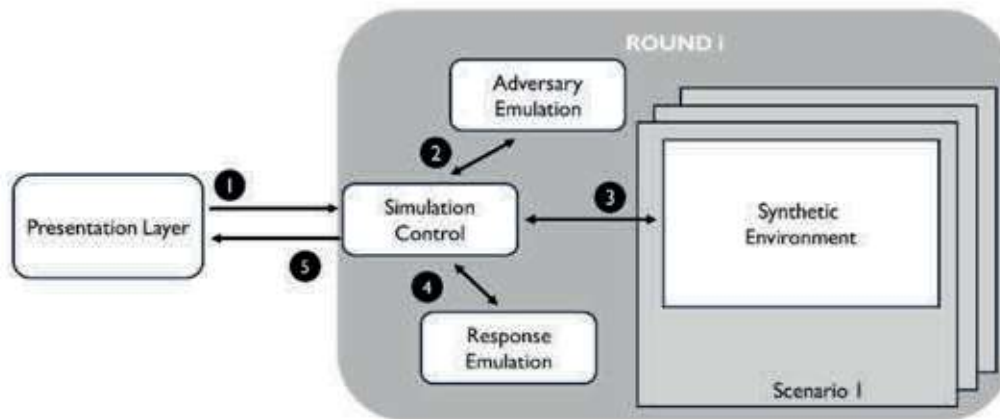 ROUND 1
Adversary
Emulation
2
1
3
Presentation Layer
Simulation
Control
Synthetic
Environment
5
4
Response
Emulation
Scenario 1